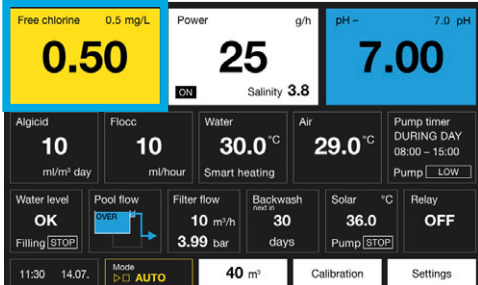 Free chlorine 0.5 mg/L
0.50
Power g/h
25
ON Salinity 3.8
pH – 7.0 pH
7.00
Algicid
10
ml/m³ day
Flocc
10
ml/hour
Water
30.0°C
Smart heating
Air
29.0°C
Pump timer
DURING DAY
08:00 – 15:00
Pump LOW
Water level
OK
Filling STOP
Pool flow
OVER
Filter flow
10 m³/h
3.99 bar
Backwash
next in
30
days
Solar °C
36.0
Pump STOP
Relay
OFF
11:30 14.07.
Mode
AUTO
40 m³
Calibration
Settings